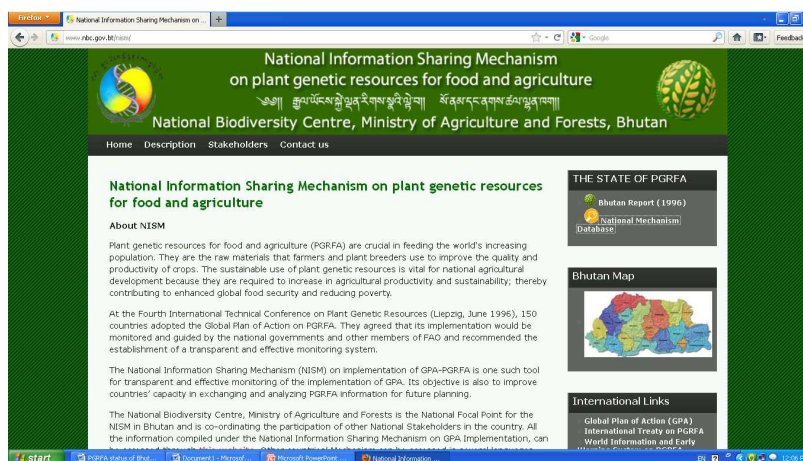 Firefox
National Information Sharing Mechanism on ...
www.nbc.gov.bt/nism/
Google
Feedbac
National Information Sharing Mechanism
on plant genetic resources for food and agriculture
National Biodiversity Centre, Ministry of Agriculture and Forests, Bhutan
Home Description Stakeholders Contact us
National Information Sharing Mechanism on plant genetic resources
for food and agriculture
About NISM
Plant genetic resources for food and agriculture (PGRFA) are crucial in feeding the world's increasing
population. They are the raw materials that farmers and plant breeders use to improve the quality and
productivity of crops. The sustainable use of plant genetic resources is vital for national agricultural
development because they are required to increase in agricultural productivity and sustainability; thereby
contributing to enhanced global food security and reducing poverty.
At the Fourth International Technical Conference on Plant Genetic Resources (Liepzig, June 1996), 150
countries adopted the Global Plan of Action on PGRFA. They agreed that its implementation would be
monitored and guided by the national governments and other members of FAO and recommended the
establishment of a transparent and effective monitoring system.
The National Information Sharing Mechanism (NISM) on implementation of GPA-PGRFA is one such tool
for transparent and effective monitoring of the implementation of GPA. Its objective is also to improve
countries' capacity in exchanging and analyzing PGRFA information for future planning.
The National Biodiversity Centre, Ministry of Agriculture and Forests is the National Focal Point for the
NISM in Bhutan and is co-ordinating the participation of other National Stakeholders in the country. All
the information compiled under the National Information Sharing Mechanism on GPA Implementation, can
THE STATE OF PGRFA
Bhutan Report (1996)
National Mechanism
Database
Bhutan Map
International Links
Global Plan of Action (GPA)
International Treaty on PGRFA
World Information and Early
start
PGRFA status of Bhut...
Document1 - Microsof...
Microsoft PowerPoint ...
National Information ...
EN
12:06 P